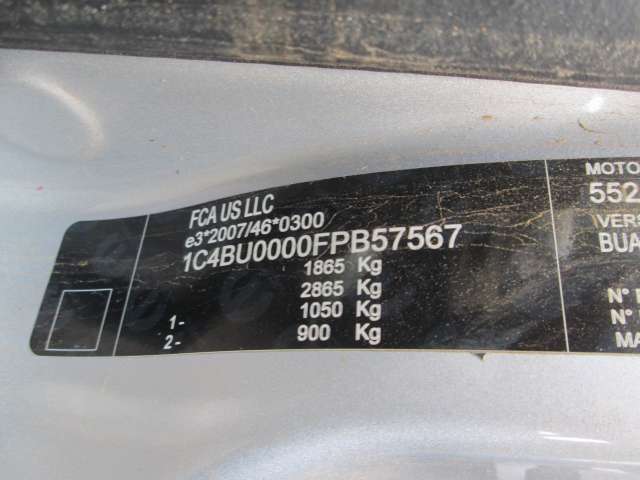 FCA US LLC
e3*2007/46*0300
1C4BU0000FPB57567
1865 Kg
2865 Kg
1- 1050 Kg
2- 900 Kg
MOTO
552
VER
BUA
N°
N°
MA